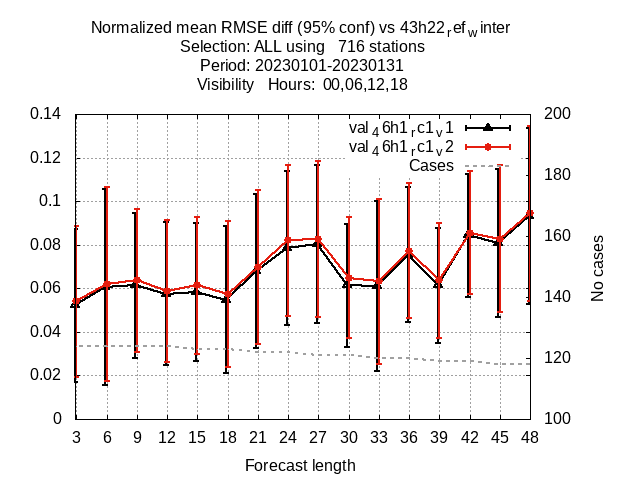 Normalized mean RMSE diff (95% conf) vs 43h22refwinter
Selection: ALL using 716 stations
Period: 20230101-20230131
Visibility Hours: 00,06,12,18
0.14
0.12
0.1
0.08
0.06
0.04
0.02
0
200
180
160
140
120
100
val46h1rc1v1
val46h1rc1v2
Cases
No cases
3 6 9 12 15 18 21 24 27 30 33 36 39 42 45 48
Forecast length